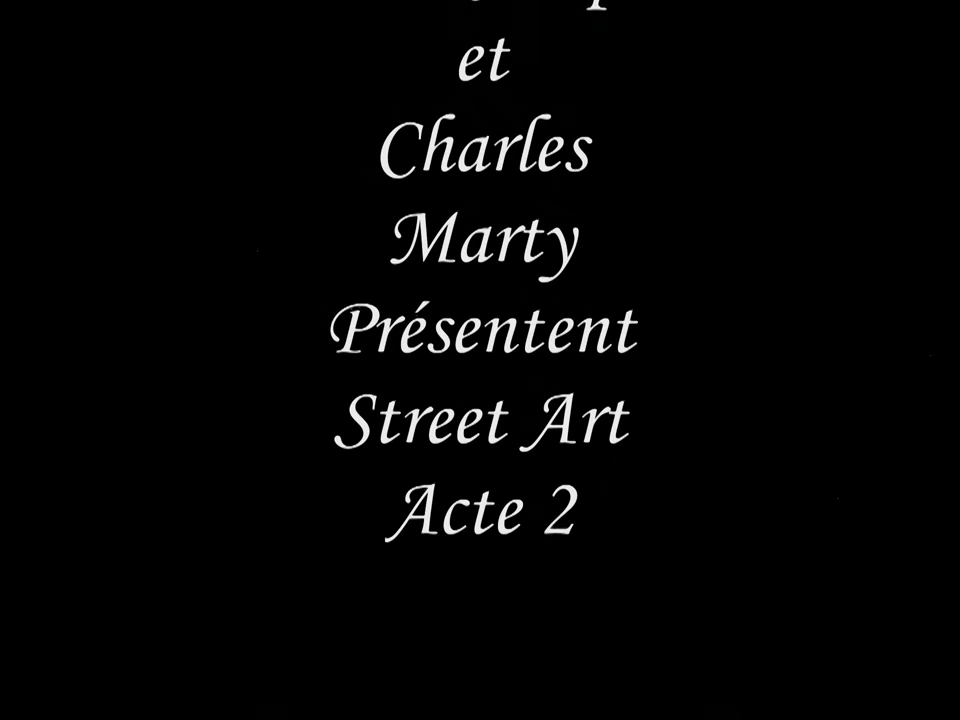 et
Charles
Marty
Présentent
Street Art
Acte 2